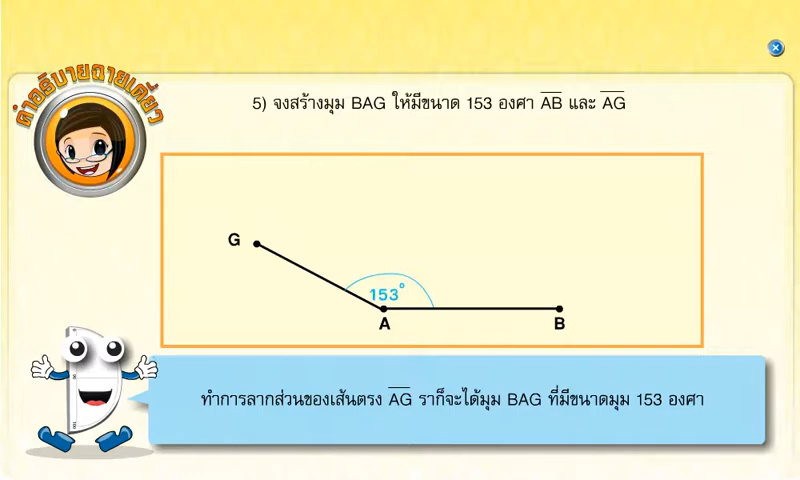 คำอธิบายฉายเดี่ยว
5) จงสร้างมุม BAG ให้มีขนาด 153 องศา A̅B̅ และ A̅G̅
G
153°
A
B
ทำการลากส่วนของเส้นตรง A̅G̅ ราก็จะได้มุม BAG ที่มีขนาดมุม 153 องศา